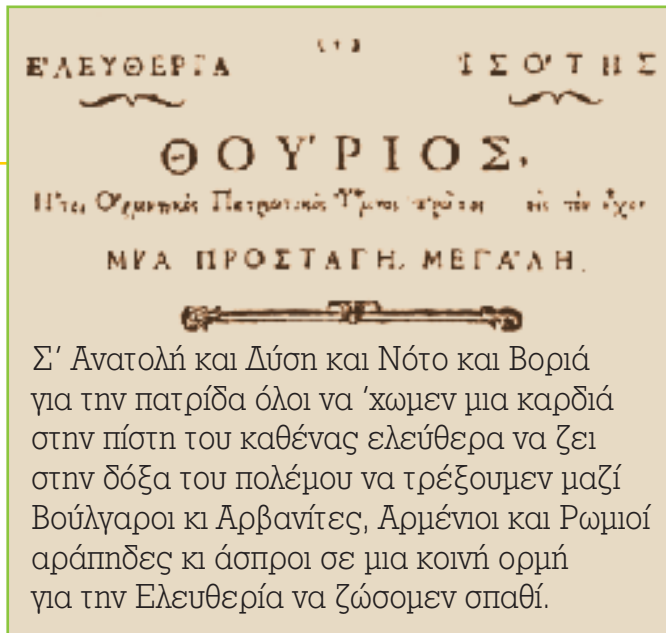 ἘΛΕΥΘΕΡΙΑ ἸΣΟΤΗΣ
ΘΟΥΡΙΟΣ,
ΜΙΑ ΠΡΟΣΤΑΓΗ ΜΕΓΑΛΗ.
Σ' Ανατολή και Δύση και Νότο και Βοριά
για την πατρίδα όλοι να 'χωμεν μια καρδιά
στην πίστη του καθένας ελεύθερα να ζει
στην δόξα του πολέμου να τρέξουμεν μαζί
Βούλγαροι κι Αρβανίτες, Αρμένιοι και Ρωμιοί
αράπηδες κι άσπροι σε μια κοινή ορμή
για την Ελευθερία να ζώσομεν σπαθί.